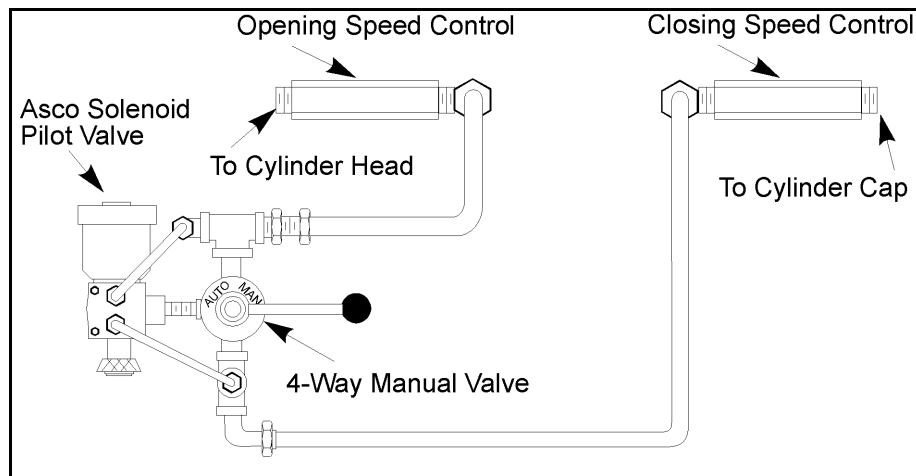 Opening Speed Control
Closing Speed Control
Asco Solenoid
Pilot Valve
To Cylinder Head
To Cylinder Cap
AUTO MAN
4-Way Manual Valve